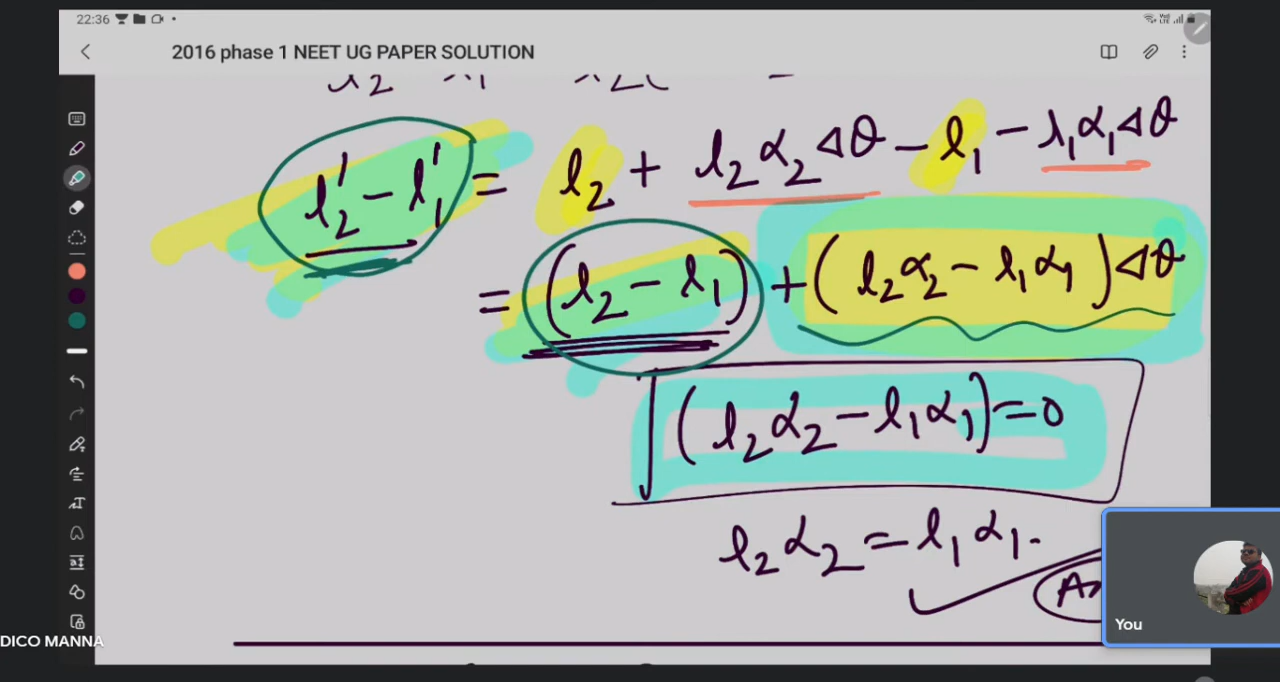 22:36
2016 phase 1 NEET UG PAPER SOLUTION
l₂' − l₁' = l₂ + l₂α₂Δθ − l₁ − l₁α₁Δθ
= (l₂ − l₁) + (l₂α₂ − l₁α₁)Δθ
(l₂α₂ − l₁α₁) = 0
l₂α₂ = l₁α₁.
You
DICO MANNA